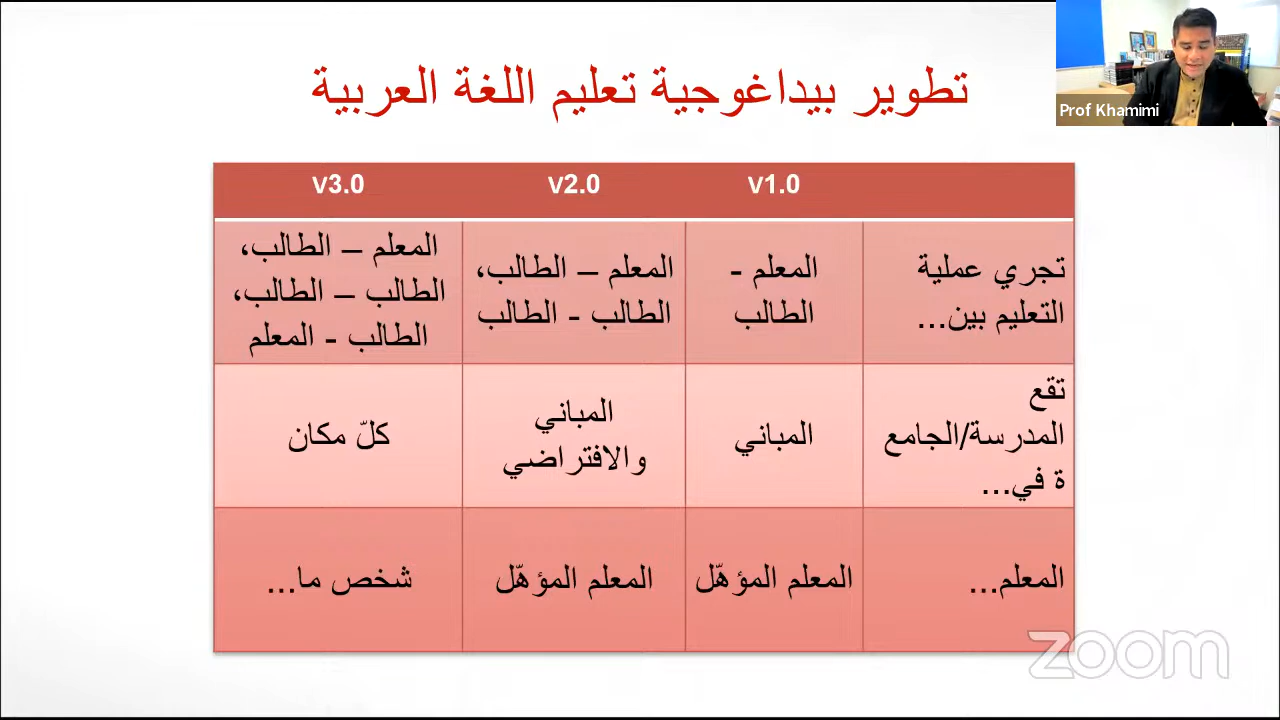 تطوير بيداغوجية تعليم اللغة العربية
Prof Khamimi
v1.0
v2.0
v3.0
تجري عملية
التعليم بين...
المعلم -
الطالب
المعلم – الطالب،
الطالب - الطالب
المعلم – الطالب،
الطالب – الطالب،
الطالب - المعلم
تقع
المدرسة/الجامع
ة في...
المباني
المباني
والافتراضي
كلّ مكان
المعلم...
المعلم المؤهّل
المعلم المؤهّل
شخص ما...
zoom